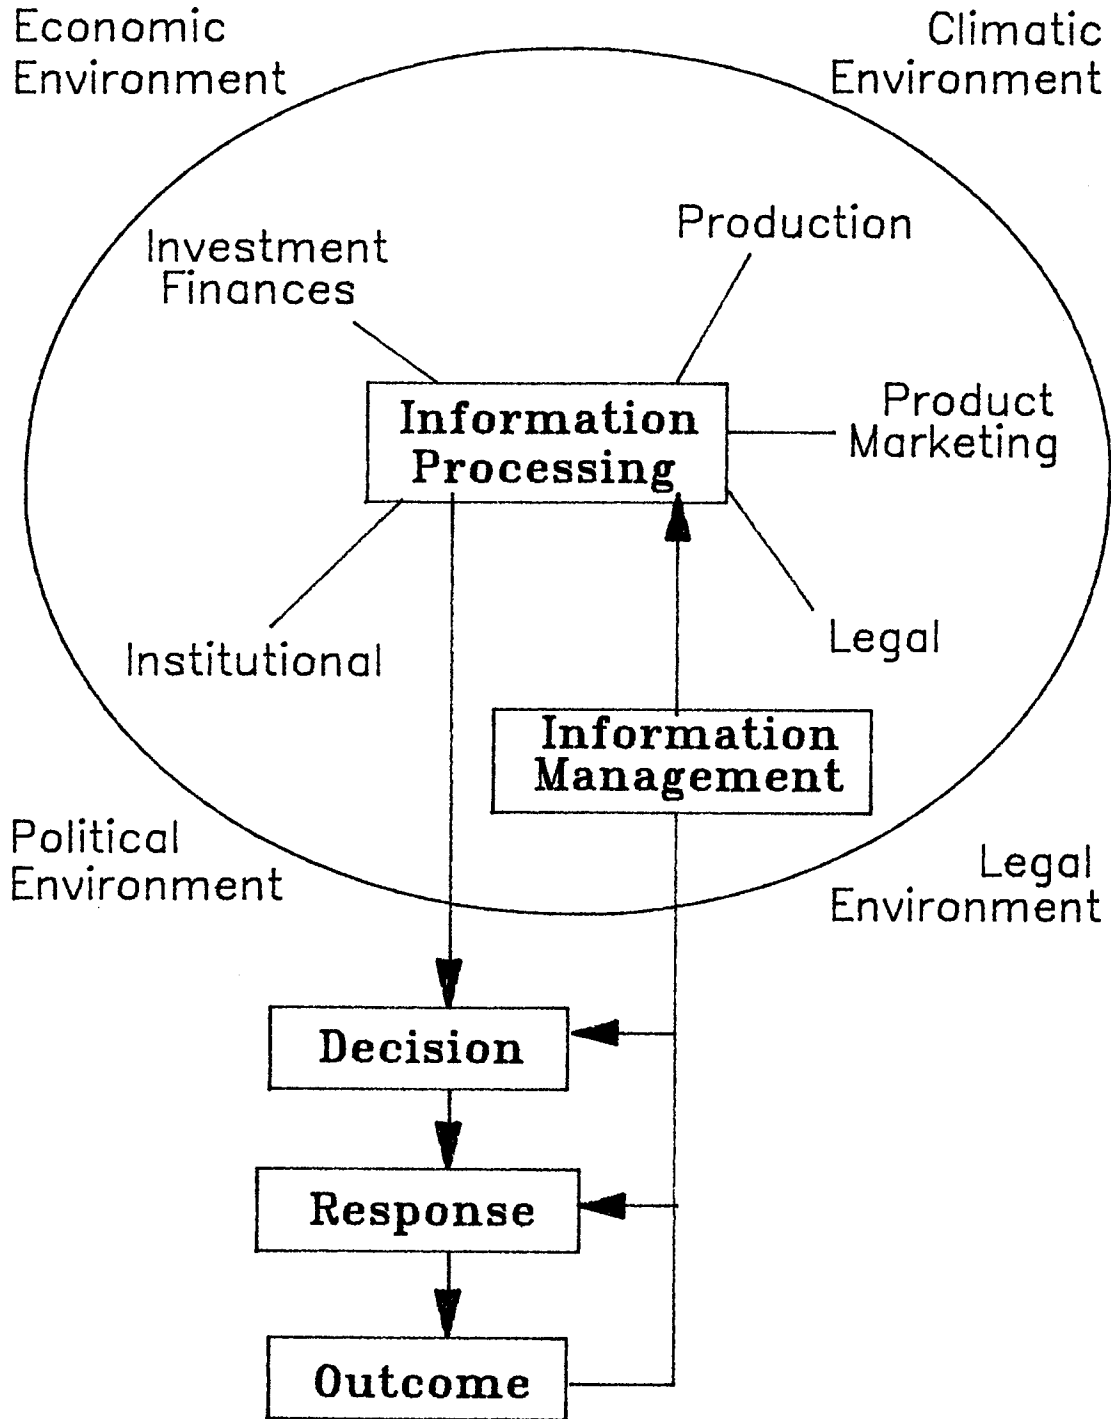 Economic
Environment
Climatic
Environment
Investment
Finances
Production
Information
Processing
Product
Marketing
Institutional
Legal
Information
Management
Political
Environment
Legal
Environment
Decision
Response
Outcome